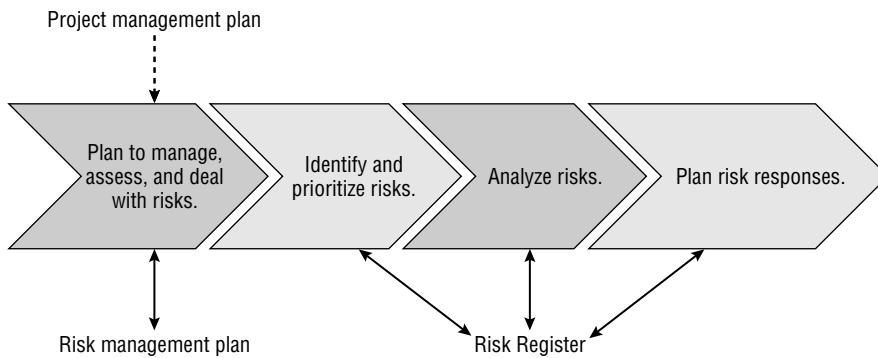 Project management plan
Plan to manage,
assess, and deal
with risks.
Identify and
prioritize risks.
Analyze risks.
Plan risk responses.
Risk management plan
Risk Register